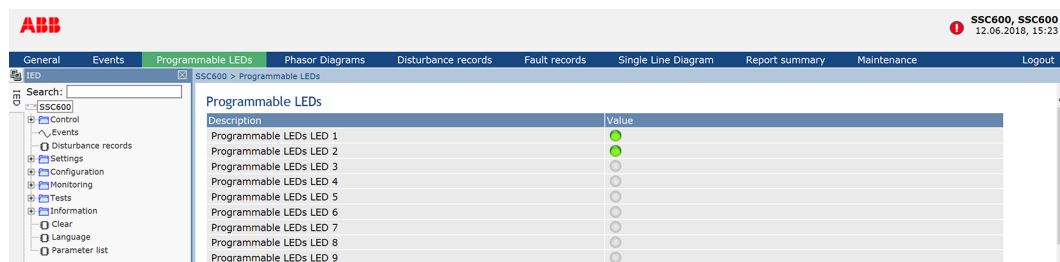 ABB
SSC600, SSC600
12.06.2018, 15:23
General Events Programmable LEDs Phasor Diagrams Disturbance records Fault records Single Line Diagram Report summary Maintenance Logout
IED
SSC600 > Programmable LEDs
IED
Search:
SSC600
Control
Events
Disturbance records
Settings
Configuration
Monitoring
Tests
Information
Clear
Language
Parameter list
Programmable LEDs
Description Value
Programmable LEDs LED 1
Programmable LEDs LED 2
Programmable LEDs LED 3
Programmable LEDs LED 4
Programmable LEDs LED 5
Programmable LEDs LED 6
Programmable LEDs LED 7
Programmable LEDs LED 8
Programmable LEDs LED 9